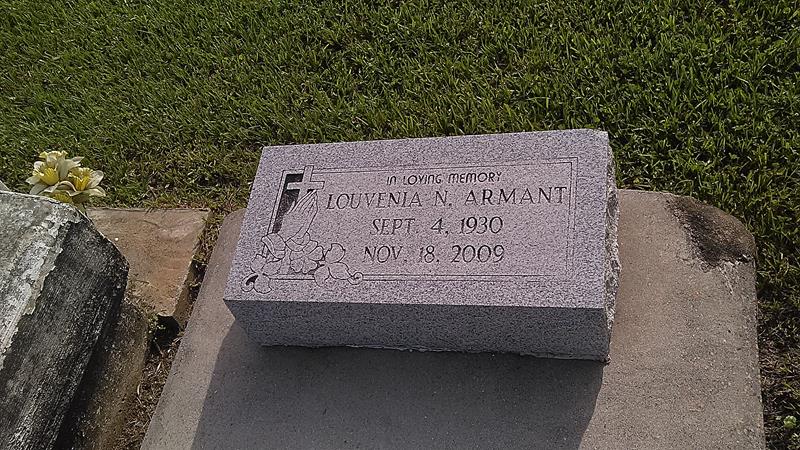 IN LOVING MEMORY
LOUVENIA N. ARMANT
SEPT. 4, 1930
NOV. 18, 2009